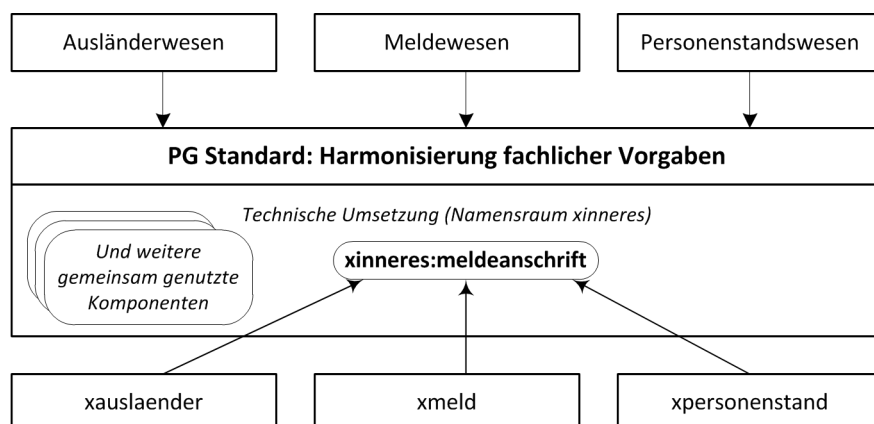 Ausländerwesen
Meldewesen
Personenstandswesen
PG Standard: Harmonisierung fachlicher Vorgaben
Technische Umsetzung (Namensraum xinneres)
Und weitere
gemeinsam genutzte
Komponenten
xinneres:meldeanschrift
xauslaender
xmeld
xpersonenstand